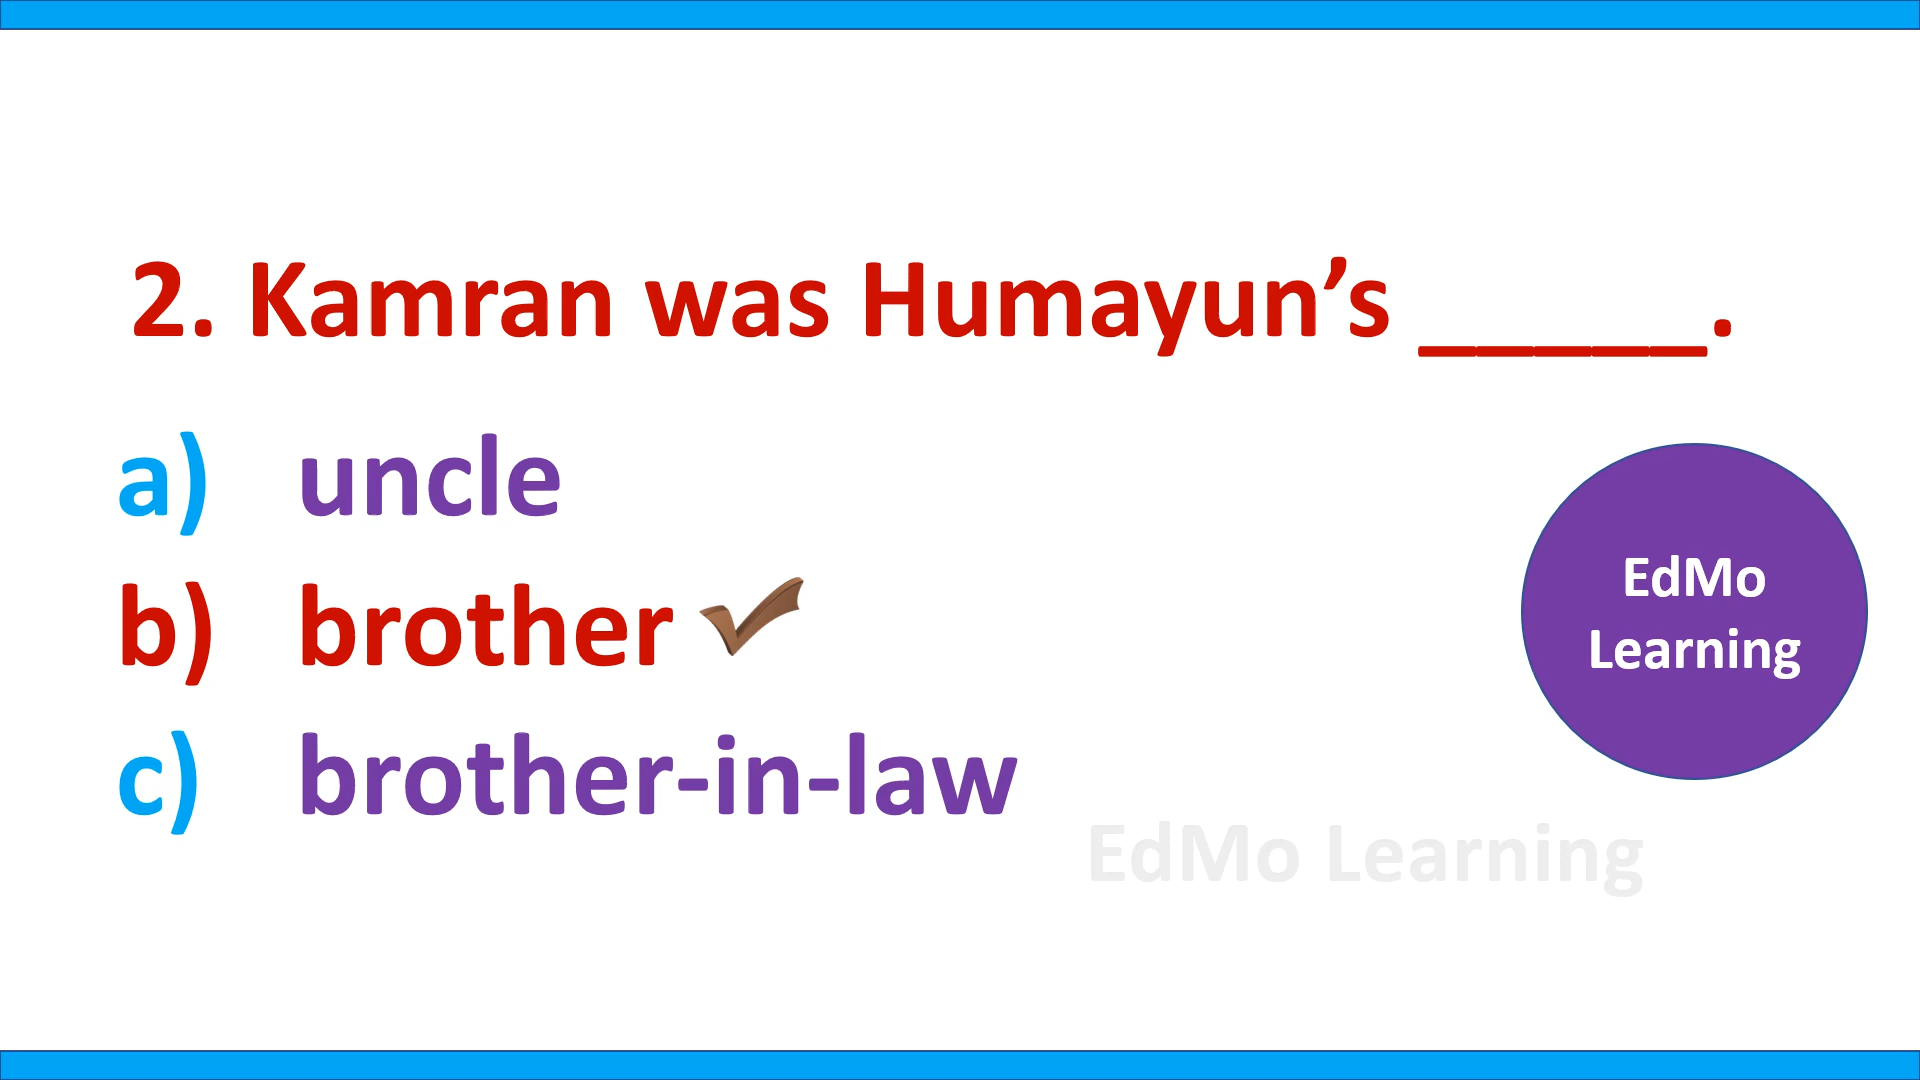 2. Kamran was Humayun’s _____.
a) uncle
b) brother ✔
c) brother-in-law
EdMo
Learning
EdMo Learning